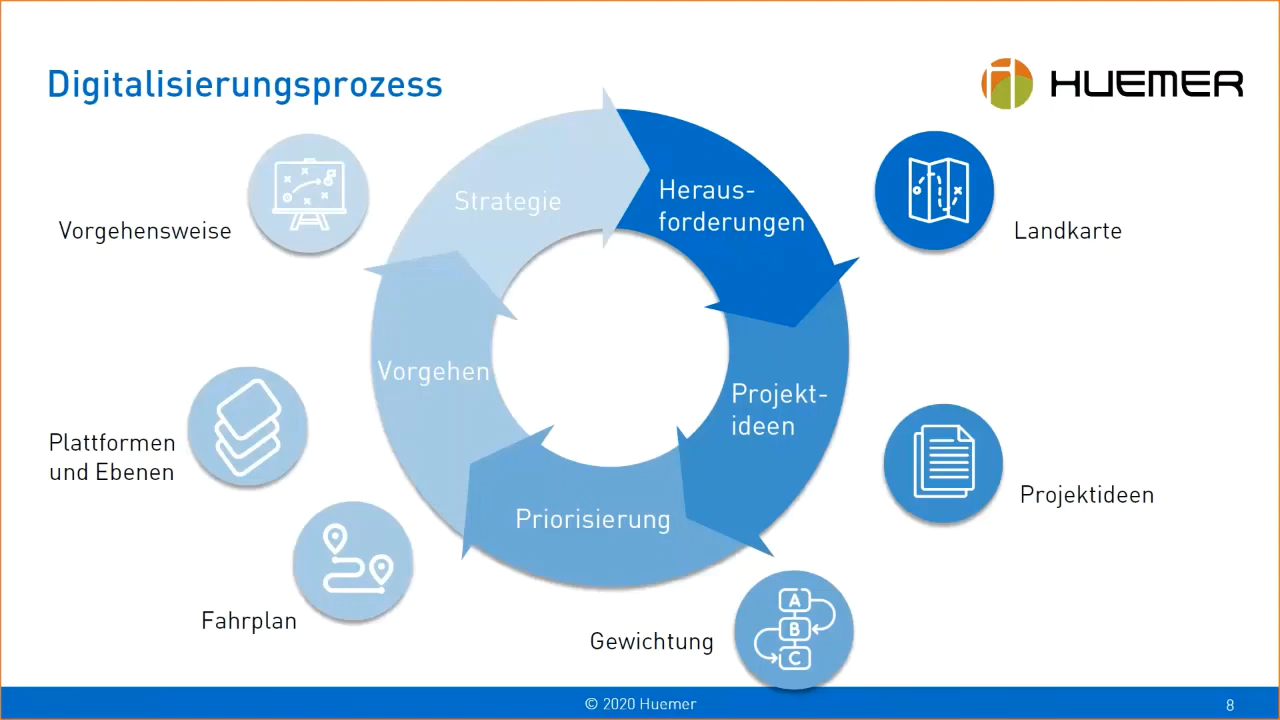 Digitalisierungsprozess
HUEMER
Strategie
Heraus-
forderungen
Vorgehensweise
Landkarte
Vorgehen
Projekt-
ideen
Plattformen
und Ebenen
Projektideen
Priorisierung
Fahrplan
Gewichtung
A
B
C
© 2020 Huemer
8